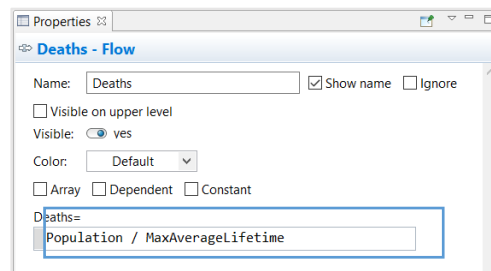 Properties
Deaths - Flow
Name: Deaths Show name Ignore
Visible on upper level
Visible: yes
Color: Default
Array Dependent Constant
Deaths=
Population / MaxAverageLifetime